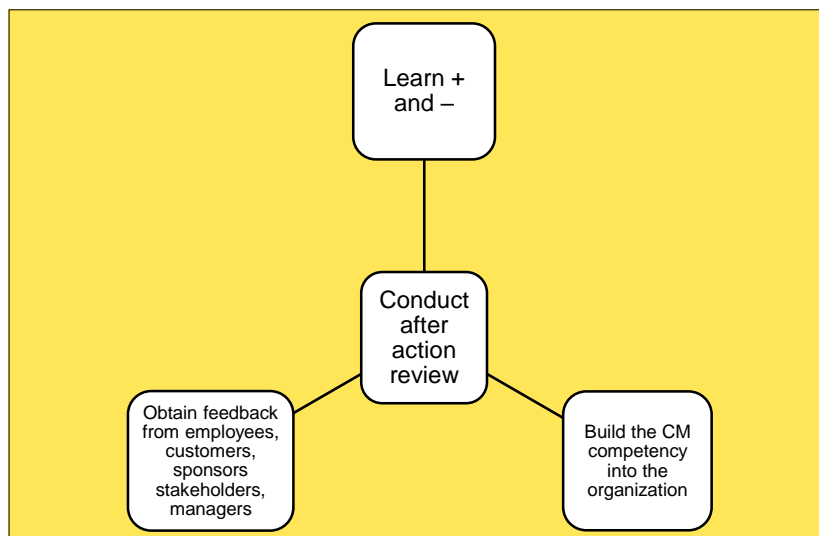 Learn +
and –
Conduct
after
action
review
Obtain feedback
from employees,
customers,
sponsors
stakeholders,
managers
Build the CM
competency
into the
organization